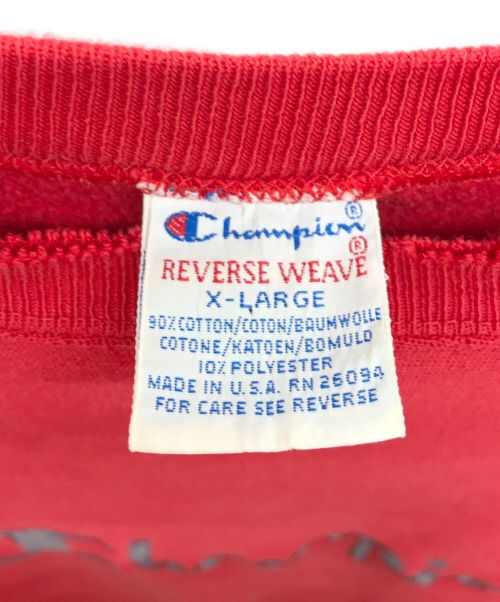 Champion®
REVERSE WEAVE®
X-LARGE
90% COTTON/COTON/BAUMWOLLE
COTONE/KATOEN/BOMULD
10% POLYESTER
MADE IN U.S.A. RN 26094
FOR CARE SEE REVERSE